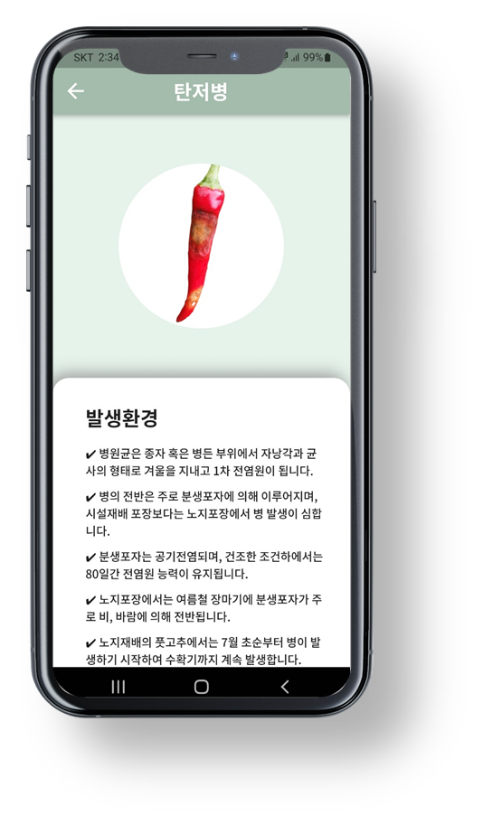 SKT 2:34
99%
탄저병
발생환경
✔ 병원균은 종자 혹은 병든 부위에서 자낭각과 균
사의 형태로 겨울을 지내고 1차 전염원이 됩니다.
✔ 병의 전반은 주로 분생포자에 의해 이루어지며,
시설재배 포장보다는 노지포장에서 병 발생이 심합
니다.
✔ 분생포자는 공기전염되며, 건조한 조건하에서는
80일간 전염원 능력이 유지됩니다.
✔ 노지포장에서는 여름철 장마기에 분생포자가 주
로 비, 바람에 의해 전반됩니다.
✔ 노지재배의 풋고추에서는 7월 초순부터 병이 발
생하기 시작하여 수확기까지 계속 발생합니다.